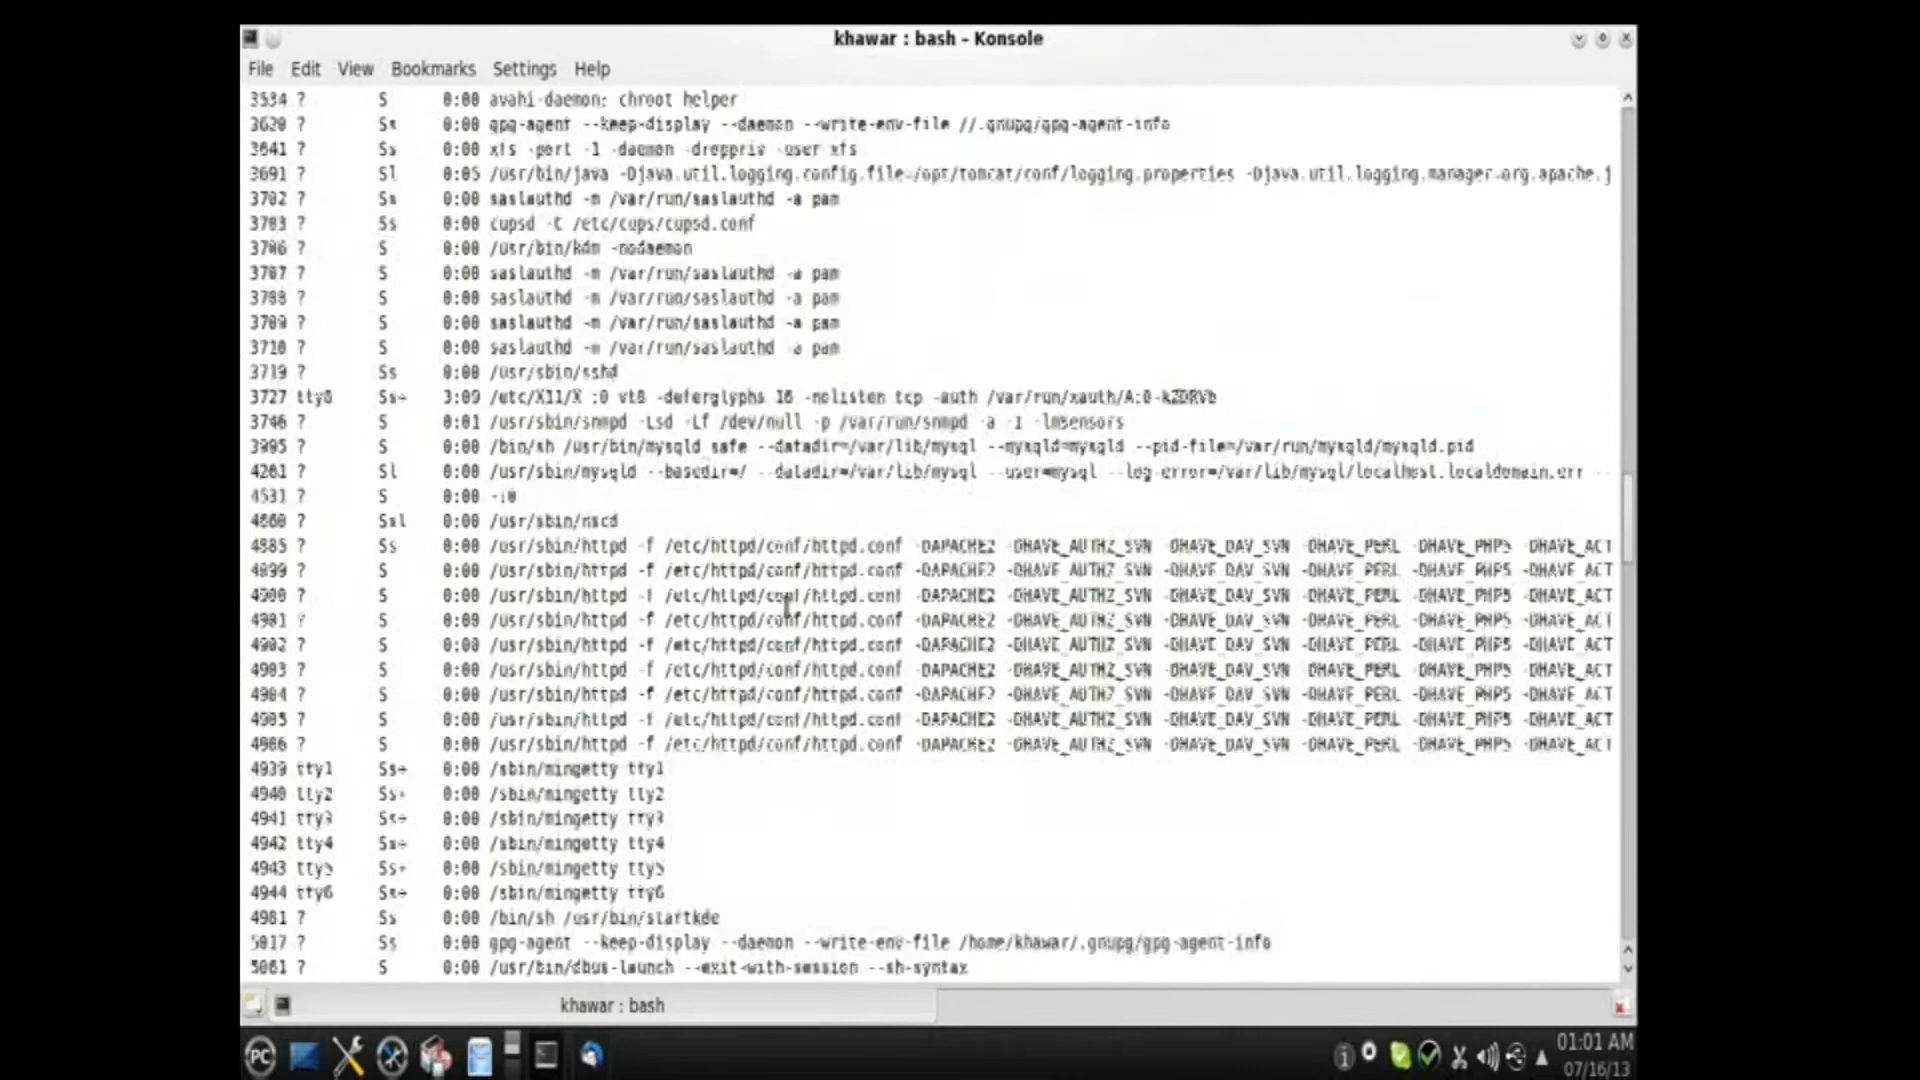 khawar : bash - Konsole
File Edit View Bookmarks Settings Help
3534 ? S 0:00 avahi-daemon: chroot helper
3620 ? Ss 0:00 gpg-agent --keep-display --daemon --write-env-file //.gnupg/gpg-agent-info
3641 ? Ss 0:00 xfs -port -1 -daemon -droppriv -user xfs
3691 ? Sl 0:05 /usr/bin/java -Djava.util.logging.config.file=/opt/tomcat/conf/logging.properties -Djava.util.logging.manager=org.apache.j
3702 ? Ss 0:00 saslauthd -m /var/run/saslauthd -a pam
3703 ? Ss 0:00 cupsd -C /etc/cups/cupsd.conf
3706 ? S 0:00 /usr/bin/kdm -nodaemon
3707 ? S 0:00 saslauthd -m /var/run/saslauthd -a pam
3708 ? S 0:00 saslauthd -m /var/run/saslauthd -a pam
3709 ? S 0:00 saslauthd -m /var/run/saslauthd -a pam
3710 ? S 0:00 saslauthd -m /var/run/saslauthd -a pam
3719 ? Ss 0:00 /usr/sbin/sshd
3727 Ss+ 3:09 /etc/X11/X :0 vt8 -deferglyphs 16 -nolisten tcp -auth
3746 ? S 0:01 /usr/sbin/snmpd -Lsd -Lf /dev/null -p /var/run/snmpd -a
3995 ? S 0:00 /bin/sh /usr/bin/mysqld_safe --datadir=/var/lib/mysql --mysqld=mysqld --pid-file=/var/run/mysqld/mysqld.pid
4261 ? Sl 0:00 /usr/sbin/mysqld --basedir=/ --datadir=/var/lib/mysql --user=mysql --log-error=/var/lib/mysql/localhost.localdomain.err --
4531 ? S 0:00
? Ssl 0:00 /usr/sbin/nscd
? Ss 0:00 /usr/sbin/httpd -f /etc/httpd/conf/httpd.conf -DAPACHE2 -DHAVE_AUTHZ_SVN -DHAVE_DAV_SVN -DHAVE_PERL -DHAVE_PHP5 -DHAVE_ACT
? S 0:00 /usr/sbin/httpd -f /etc/httpd/conf/httpd.conf -DAPACHE2 -DHAVE_AUTHZ_SVN -DHAVE_DAV_SVN -DHAVE_PERL -DHAVE_PHP5 -DHAVE_ACT
? S 0:00 /usr/sbin/httpd -f /etc/httpd/conf/httpd.conf -DAPACHE2 -DHAVE_AUTHZ_SVN -DHAVE_DAV_SVN -DHAVE_PERL -DHAVE_PHP5 -DHAVE_ACT
? S 0:00 /usr/sbin/httpd -f /etc/httpd/conf/httpd.conf -DAPACHE2 -DHAVE_AUTHZ_SVN -DHAVE_DAV_SVN -DHAVE_PERL -DHAVE_PHP5 -DHAVE_ACT
? S 0:00 /usr/sbin/httpd -f /etc/httpd/conf/httpd.conf -DAPACHE2 -DHAVE_AUTHZ_SVN -DHAVE_DAV_SVN -DHAVE_PERL -DHAVE_PHP5 -DHAVE_ACT
? S 0:00 /usr/sbin/httpd -f /etc/httpd/conf/httpd.conf -DAPACHE2 -DHAVE_AUTHZ_SVN -DHAVE_DAV_SVN -DHAVE_PERL -DHAVE_PHP5 -DHAVE_ACT
? S 0:00 /usr/sbin/httpd -f /etc/httpd/conf/httpd.conf -DAPACHE2 -DHAVE_AUTHZ_SVN -DHAVE_DAV_SVN -DHAVE_PERL -DHAVE_PHP5 -DHAVE_ACT
? S 0:00 /usr/sbin/httpd -f /etc/httpd/conf/httpd.conf -DAPACHE2 -DHAVE_AUTHZ_SVN -DHAVE_DAV_SVN -DHAVE_PERL -DHAVE_PHP5 -DHAVE_ACT
? S 0:00 /usr/sbin/httpd -f /etc/httpd/conf/httpd.conf -DAPACHE2 -DHAVE_AUTHZ_SVN -DHAVE_DAV_SVN -DHAVE_PERL -DHAVE_PHP5 -DHAVE_ACT
4939 tty1 Ss+ 0:00 /sbin/mingetty tty1
4940 tty2 Ss+ 0:00 /sbin/mingetty tty2
4941 tty3 Ss+ 0:00 /sbin/mingetty tty3
4942 tty4 Ss+ 0:00 /sbin/mingetty tty4
4943 tty5 Ss+ 0:00 /sbin/mingetty tty5
4944 tty6 Ss+ 0:00 /sbin/mingetty tty6
4981 ? Ss 0:00 /bin/sh /usr/bin/startkde
5017 ? Ss 0:00 gpg-agent --keep-display --daemon --write-env-file /home/khawar/.gnupg/gpg-agent-info
5061 ? S 0:00 /usr/bin/dbus-launch --exit-with-session --sh-syntax
khawar : bash
PC
01:01 AM
07/16/13